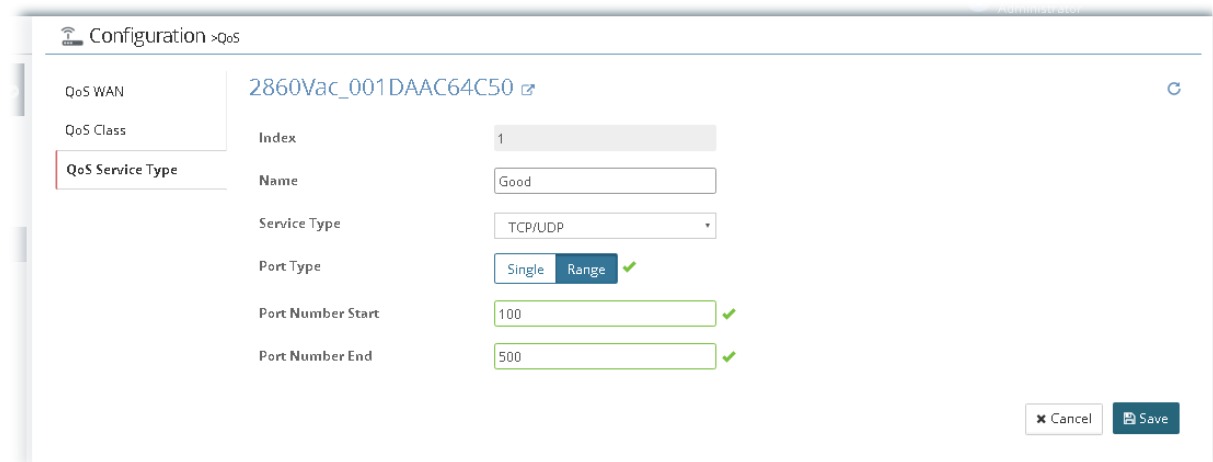 Administrator
Configuration >QoS
QoS WAN
QoS Class
QoS Service Type
2860Vac_001DAAC64C50
Index 1
Name Good
Service Type TCP/UDP
Port Type Single Range
Port Number Start 100
Port Number End 500
Cancel Save